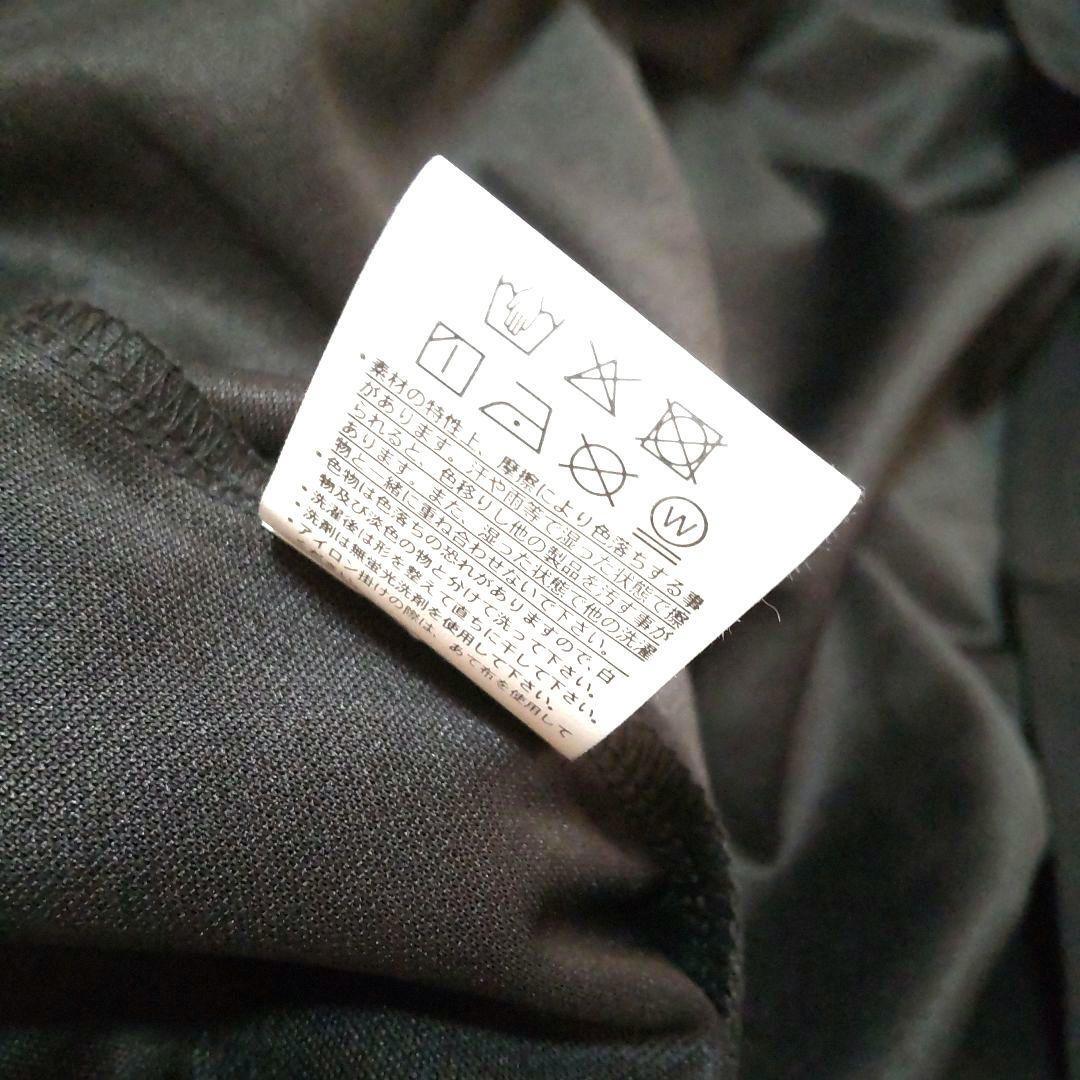 W
・素材の特性上、摩擦により色落ちする事
があります。汗や雨等で湿った状態で擦
られると、色移りし他の製品を汚す事が
あります。また、湿った状態で他の洗濯
物と一緒に重ね合わせないで下さい。
・色物は色落ちの恐れがありますので、白
物及び淡色の物と分けて洗って下さい。
・洗濯後は形を整えて直ちに干して下さい。
・洗剤は無蛍光洗剤を使用して下さい。
・アイロン掛けの際は、あて布を使用して